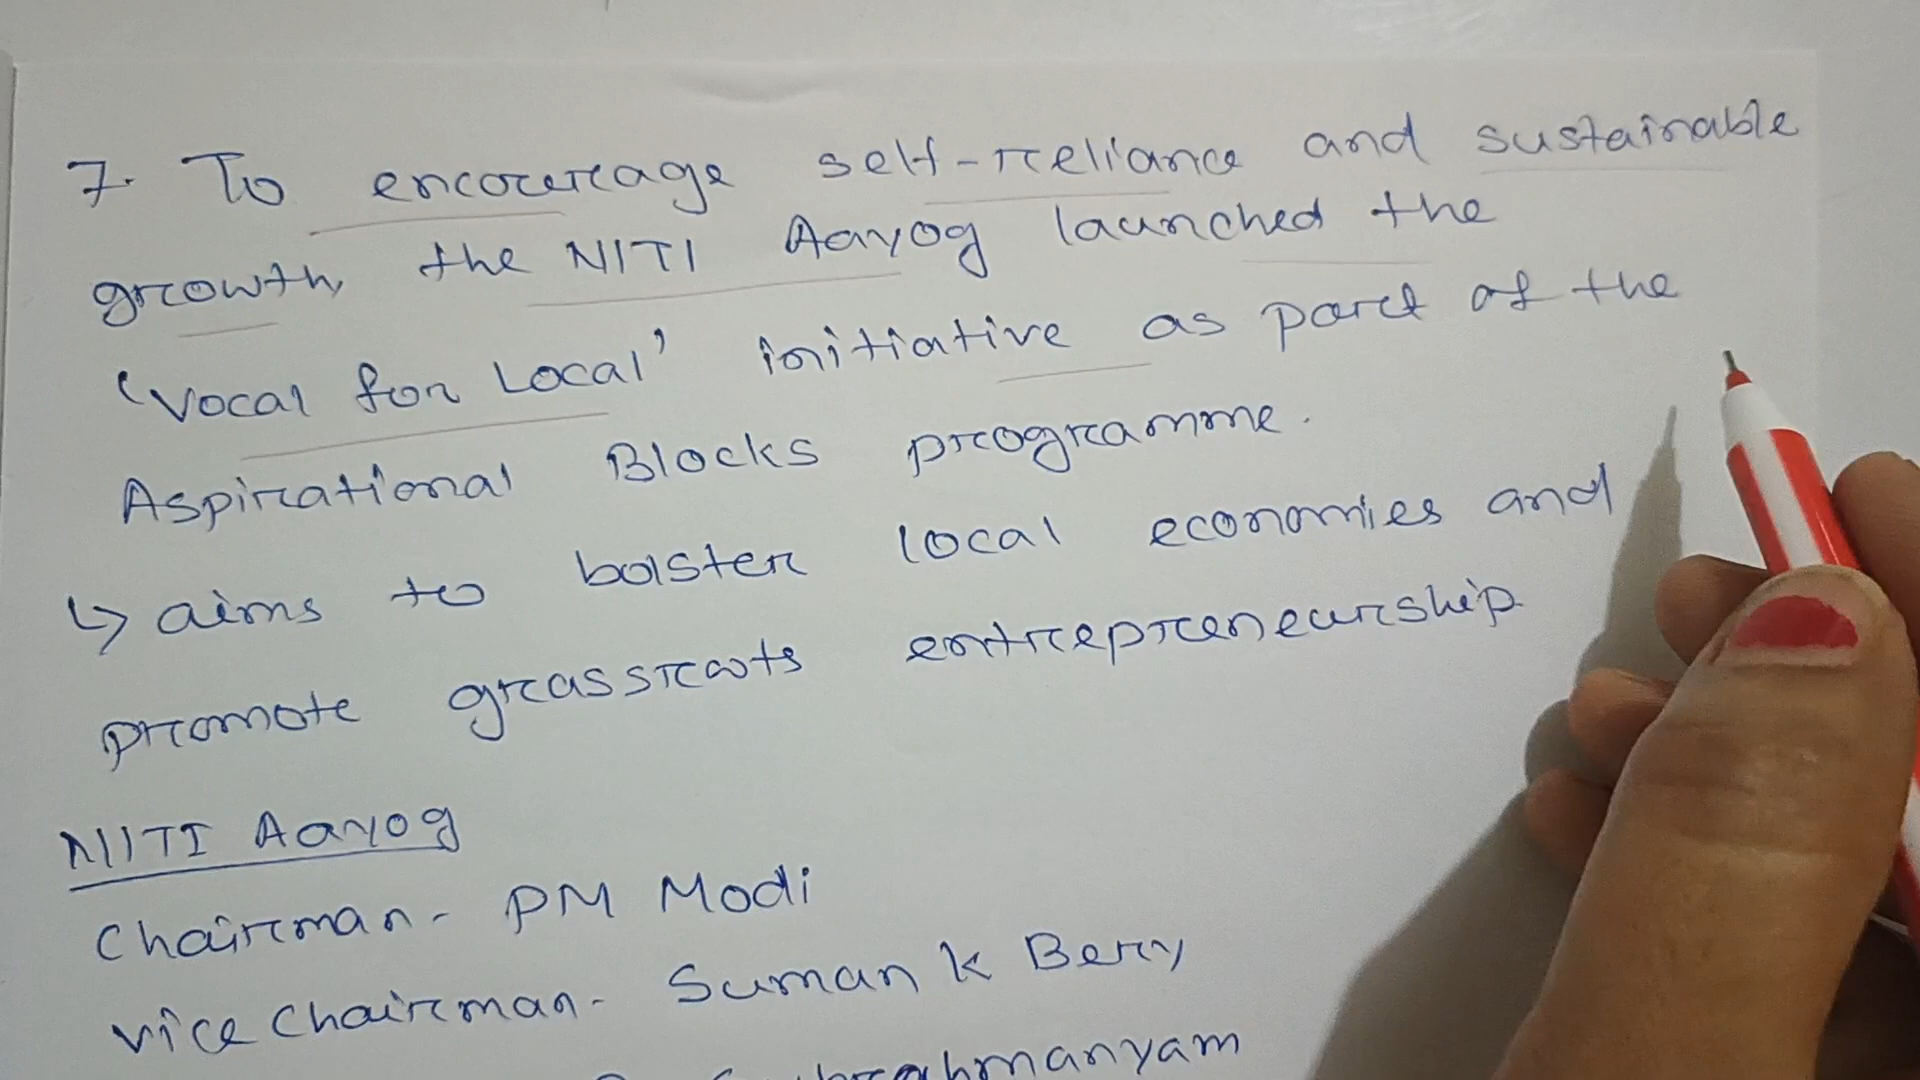 7. To encourage self-reliance and sustainable
growth, the NITI Aayog launched the
'Vocal for Local' initiative as part of the
Aspirational Blocks programme.
↳ aims to bolster local economies and
promote grassroots entrepreneurship
NITI Aayog
Chairman - PM Modi
Vice Chairman - Suman K Bery
Subrahmanyam